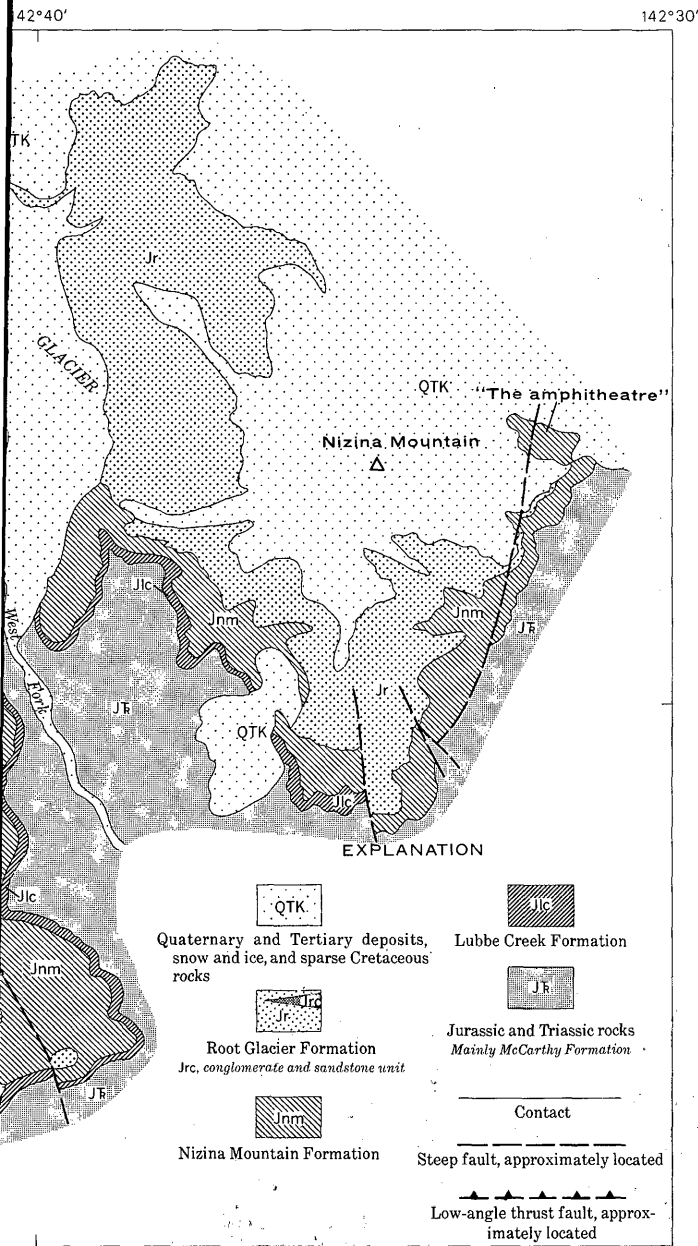 142°40′
142°30′
TK
Jr
GLACIER
QTK
"The amphitheatre"
Nizina Mountain
Jlc
Jnm
Jnm
JTR
West
Fork
JTR
Jr
QTK
Jlc
EXPLANATION
Jlc
Jnm
JTR
QTK
Quaternary and Tertiary deposits,
snow and ice, and sparse Cretaceous
rocks
Jrc
Jr
Root Glacier Formation
Jrc, conglomerate and sandstone unit
Jnm
Nizina Mountain Formation
Jlc
Lubbe Creek Formation
JTR
Jurassic and Triassic rocks
Mainly McCarthy Formation
Contact
Steep fault, approximately located
Low-angle thrust fault, approx-
imately located